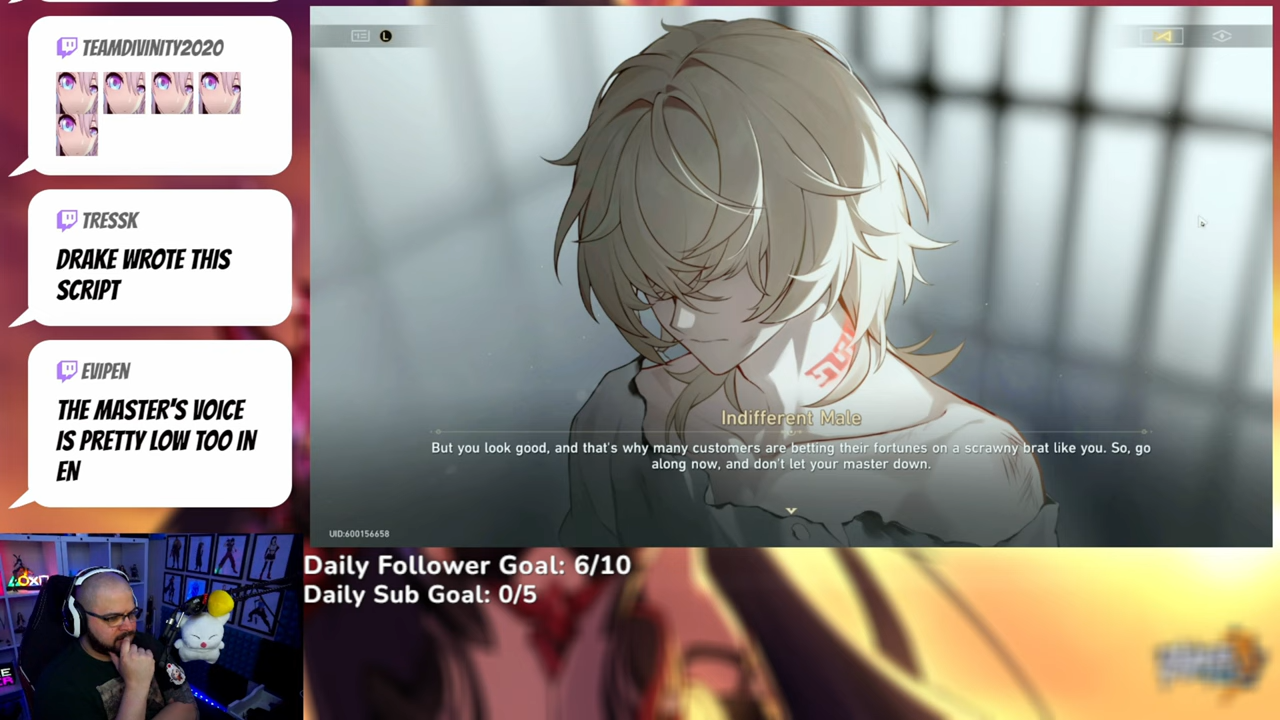 TEAMDIVINITY2020
TRESSK
DRAKE WROTE THIS
SCRIPT
EVIPEN
THE MASTER'S VOICE
IS PRETTY LOW TOO IN
EN
L
Indifferent Male
But you look good, and that's why many customers are betting their fortunes on a scrawny brat like you. So, go
along now, and don't let your master down.
UID:600156658
Daily Follower Goal: 6/10
Daily Sub Goal: 0/5